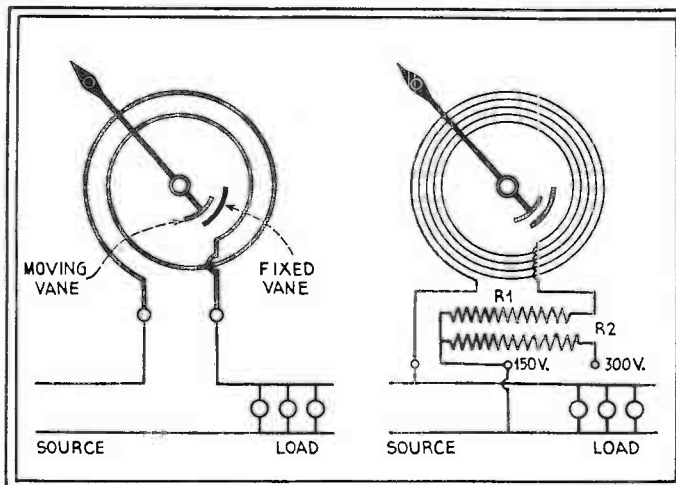 MOVING
VANE
FIXED
VANE
SOURCE
LOAD
R1
R2
150V.
300V.
SOURCE
LOAD